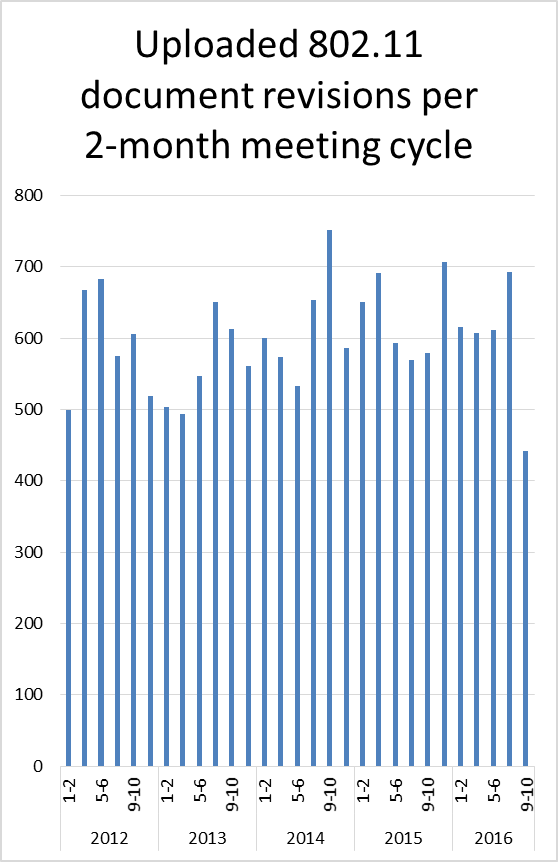 Uploaded 802.11
document revisions per
2-month meeting cycle
800
700
600
500
400
300
200
100
0
1-2 5-6 9-10 1-2 5-6 9-10 1-2 5-6 9-10 1-2 5-6 9-10 1-2 5-6 9-10
2012 2013 2014 2015 2016